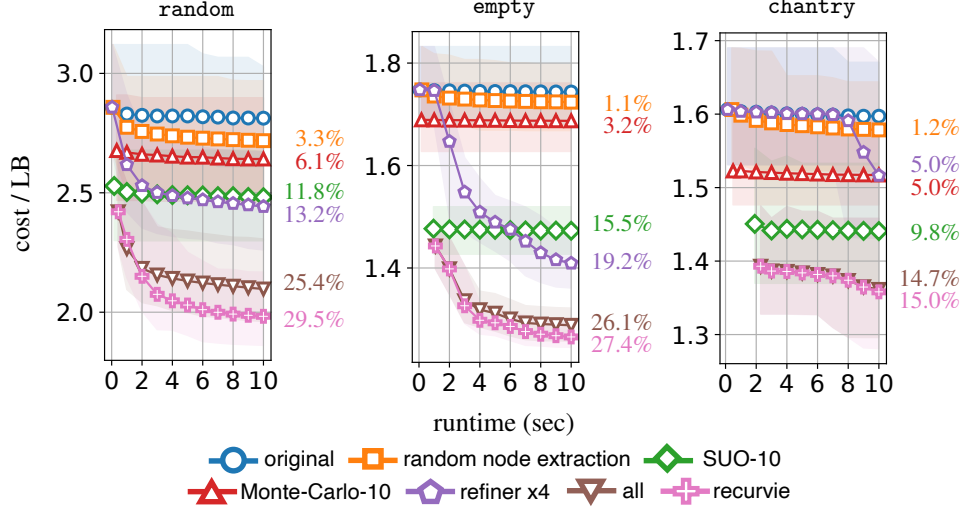 random
empty
chantry
cost / LB
3.0
2.5
2.0
3.3%
6.1%
11.8%
13.2%
25.4%
29.5%
0 2 4 6 8 10
1.8
1.6
1.4
1.1%
3.2%
15.5%
19.2%
26.1%
27.4%
0 2 4 6 8 10
1.7
1.6
1.5
1.4
1.3
1.2%
5.0%
5.0%
9.8%
14.7%
15.0%
0 2 4 6 8 10
runtime (sec)
original random node extraction SUO-10
Monte-Carlo-10 refiner x4 all recurvie